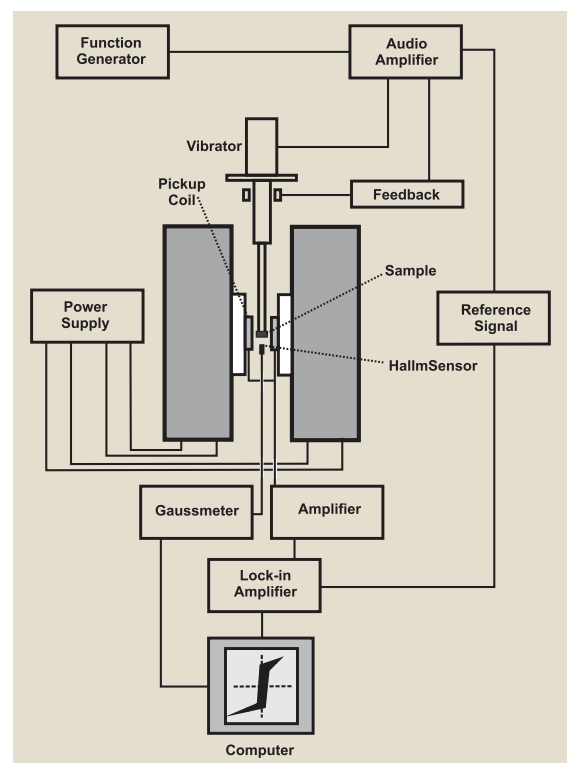 Function
Generator
Audio
Amplifier
Vibrator
Pickup
Coil
Feedback
Sample
Power
Supply
Reference
Signal
HallmSensor
Gaussmeter
Amplifier
Lock-in
Amplifier
Computer